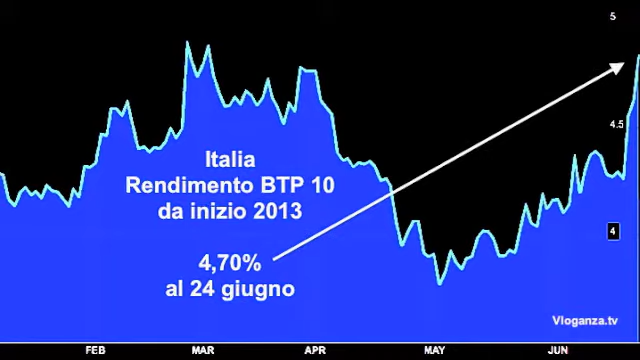 5
4.5
Italia
Rendimento BTP 10
da inizio 2013
4
4,70%
al 24 giugno
Vloganza.tv
FEB MAR APR MAY JUN